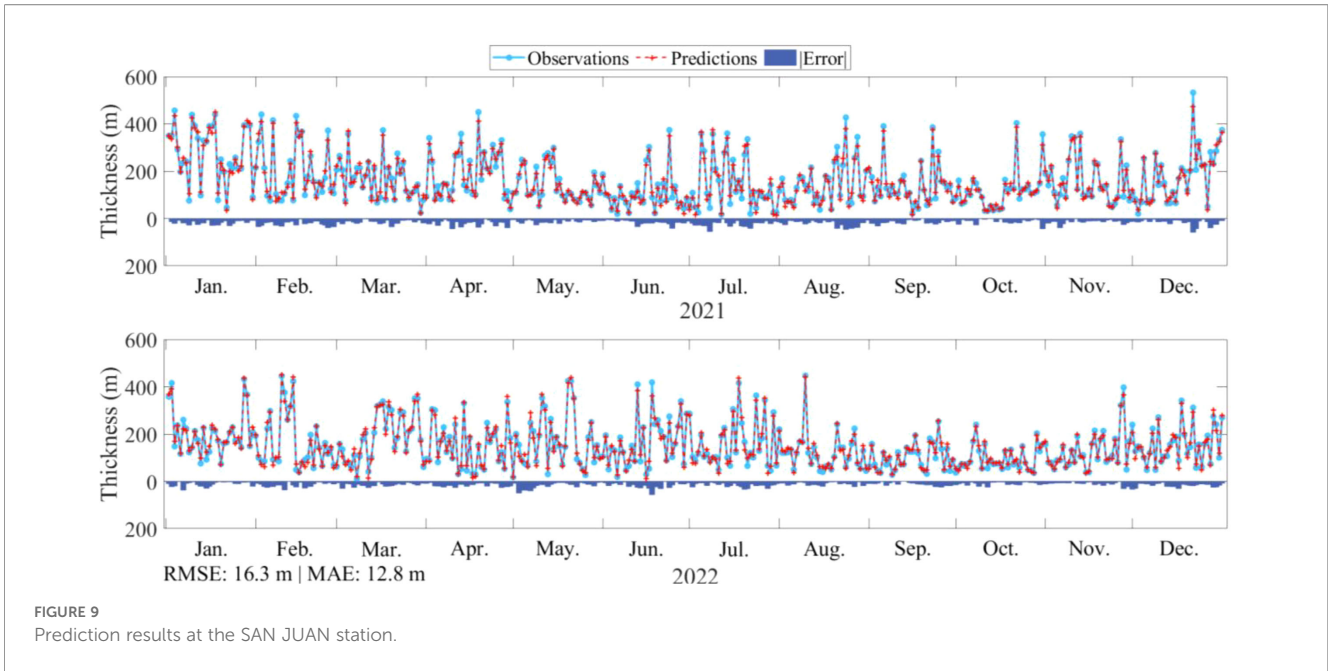 Observations Predictions |Error|
600
400
200
0
200
Thickness (m)
Jan. Feb. Mar. Apr. May. Jun. Jul. Aug. Sep. Oct. Nov. Dec.
2021
600
400
200
0
200
Thickness (m)
Jan. Feb. Mar. Apr. May. Jun. Jul. Aug. Sep. Oct. Nov. Dec.
RMSE: 16.3 m | MAE: 12.8 m 2022
FIGURE 9
Prediction results at the SAN JUAN station.